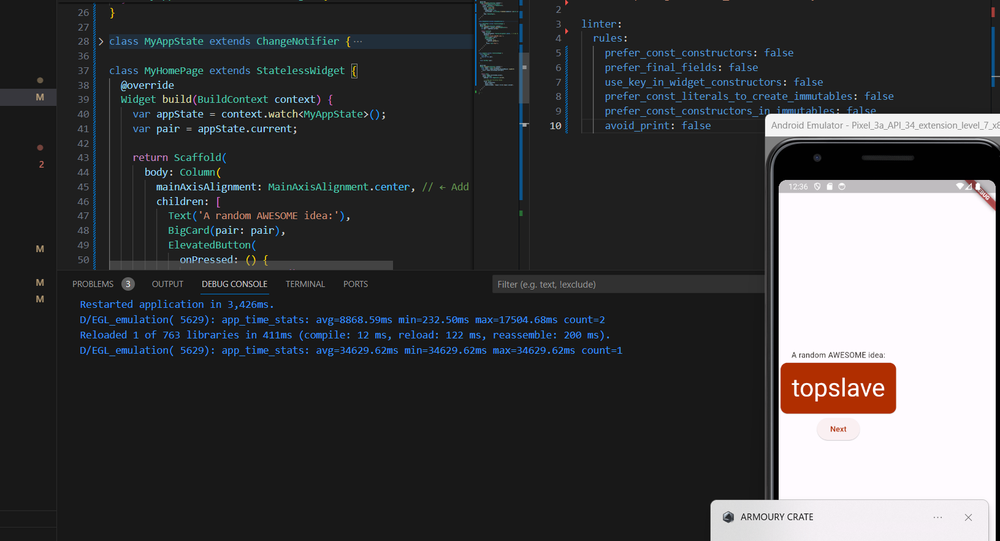 26 }
27
28 class MyAppState extends ChangeNotifier { ···
36
37 class MyHomePage extends StatelessWidget {
38 @override
39 Widget build(BuildContext context) {
40 var appState = context.watch<MyAppState>();
41 var pair = appState.current;
42
43 return Scaffold(
44 body: Column(
45 mainAxisAlignment: MainAxisAlignment.center, // ← Add
46 children: [
47 Text('A random AWESOME idea:'),
48 BigCard(pair: pair),
49 ElevatedButton(
50 onPressed: () {
M
2
M
M
M
2
3 linter:
4 rules:
5 prefer_const_constructors: false
6 prefer_final_fields: false
7 use_key_in_widget_constructors: false
8 prefer_const_literals_to_create_immutables: false
9 prefer_const_constructors_in_immutables: false
10 avoid_print: false
PROBLEMS 3 OUTPUT DEBUG CONSOLE TERMINAL PORTS
Filter (e.g. text, !exclude)
Restarted application in 3,426ms.
D/EGL_emulation( 5629): app_time_stats: avg=8868.59ms min=232.50ms max=17504.68ms count=2
Reloaded 1 of 763 libraries in 411ms (compile: 12 ms, reload: 122 ms, reassemble: 200 ms).
D/EGL_emulation( 5629): app_time_stats: avg=34629.62ms min=34629.62ms max=34629.62ms count=1
Android Emulator - Pixel_3a_API_34_extension_level_7_x8
12:36
A random AWESOME idea:
topslave
Next
ARMOURY CRATE ···